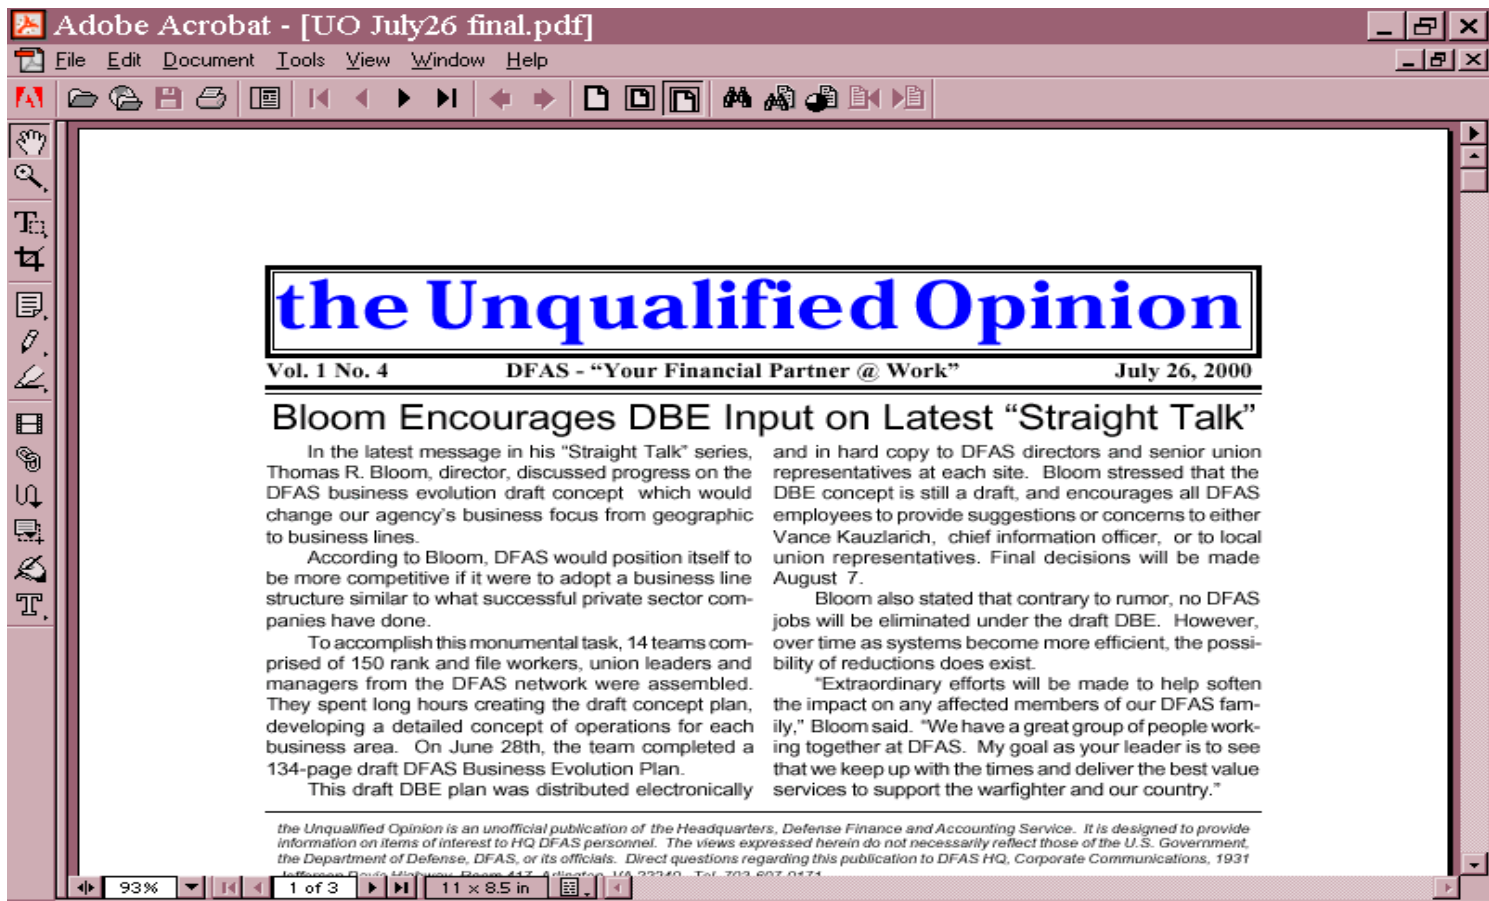 Adobe Acrobat - [UO July26 final.pdf]
File Edit Document Tools View Window Help
the Unqualified Opinion
Vol. 1 No. 4 DFAS - “Your Financial Partner @ Work” July 26, 2000
Bloom Encourages DBE Input on Latest “Straight Talk”
In the latest message in his “Straight Talk” series,
Thomas R. Bloom, director, discussed progress on the
DFAS business evolution draft concept which would
change our agency’s business focus from geographic
to business lines.
According to Bloom, DFAS would position itself to
be more competitive if it were to adopt a business line
structure similar to what successful private sector com-
panies have done.
To accomplish this monumental task, 14 teams com-
prised of 150 rank and file workers, union leaders and
managers from the DFAS network were assembled.
They spent long hours creating the draft concept plan,
developing a detailed concept of operations for each
business area. On June 28th, the team completed a
134-page draft DFAS Business Evolution Plan.
This draft DBE plan was distributed electronically
and in hard copy to DFAS directors and senior union
representatives at each site. Bloom stressed that the
DBE concept is still a draft, and encourages all DFAS
employees to provide suggestions or concerns to either
Vance Kauzlarich, chief information officer, or to local
union representatives. Final decisions will be made
August 7.
Bloom also stated that contrary to rumor, no DFAS
jobs will be eliminated under the draft DBE. However,
over time as systems become more efficient, the possi-
bility of reductions does exist.
“Extraordinary efforts will be made to help soften
the impact on any affected members of our DFAS fam-
ily,” Bloom said. “We have a great group of people work-
ing together at DFAS. My goal as your leader is to see
that we keep up with the times and deliver the best value
services to support the warfighter and our country.”
the Unqualified Opinion is an unofficial publication of the Headquarters, Defense Finance and Accounting Service. It is designed to provide
information on items of interest to HQ DFAS personnel. The views expressed herein do not necessarily reflect those of the U.S. Government,
the Department of Defense, DFAS, or its officials. Direct questions regarding this publication to DFAS HQ, Corporate Communications, 1931
Jefferson Davis Highway, Room 417, Arlington, VA 22240. Tel. 703-607-0171
93% 1 of 3 11 x 8.5 in